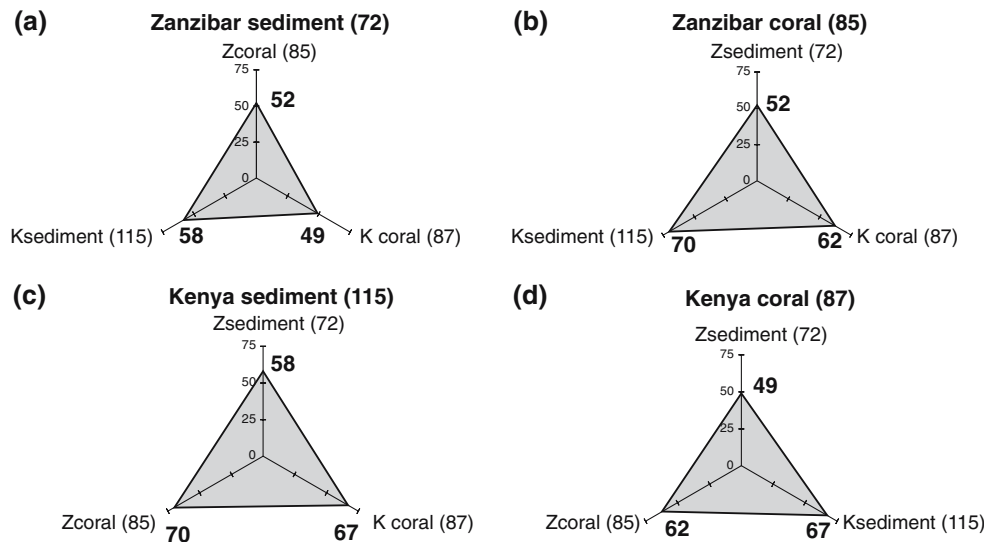 (a)
Zanzibar sediment (72)
Zcoral (85)
75
50
25
0
52
Ksediment (115)
58
49
K coral (87)
(b)
Zanzibar coral (85)
Zsediment (72)
75
50
25
0
52
Ksediment (115)
70
62
K coral (87)
(c)
Kenya sediment (115)
Zsediment (72)
75
50
25
0
58
Zcoral (85)
70
67
K coral (87)
(d)
Kenya coral (87)
Zsediment (72)
75
50
25
0
49
Zcoral (85)
62
67
Ksediment (115)